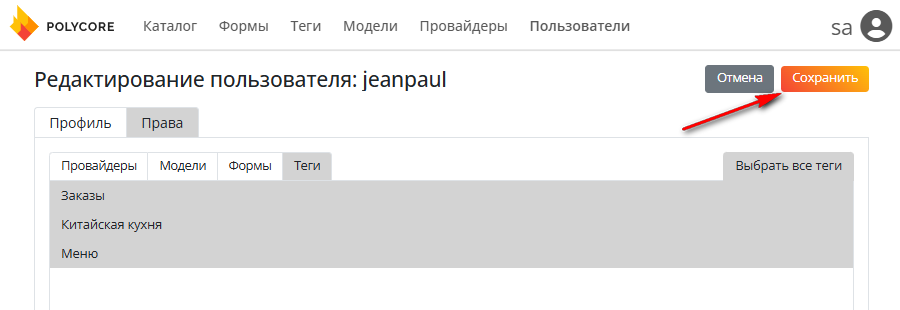 POLYCORE Каталог Формы Теги Модели Провайдеры Пользователи sa
Редактирование пользователя: jeanpaul Отмена Сохранить
Профиль Права
Провайдеры Модели Формы Теги Выбрать все теги
Заказы
Китайская кухня
Меню